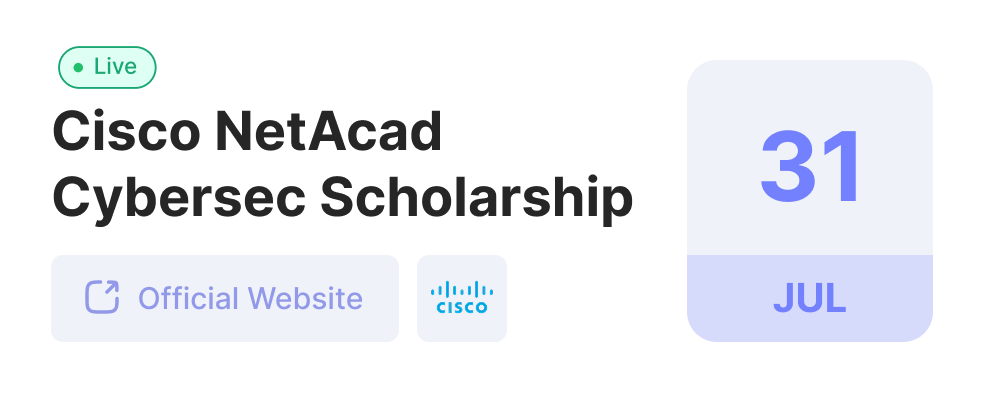 Live
Cisco NetAcad
Cybersec Scholarship
Official Website
CISCO
31
JUL